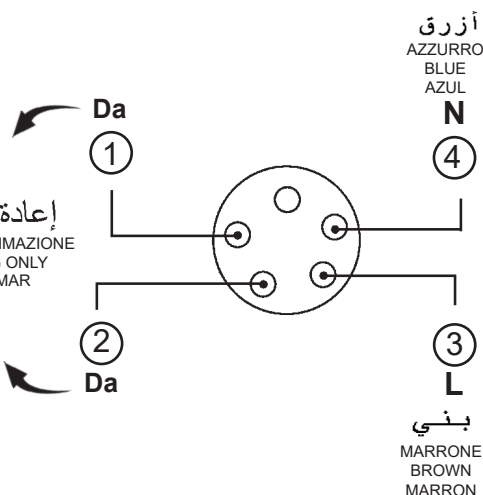 أزرق
AZZURRO
BLUE
AZUL
N
4
Da
1
إعادة
IMAZIONE
ONLY
MAR
2
Da
3
L
بني
MARRONE
BROWN
MARRON